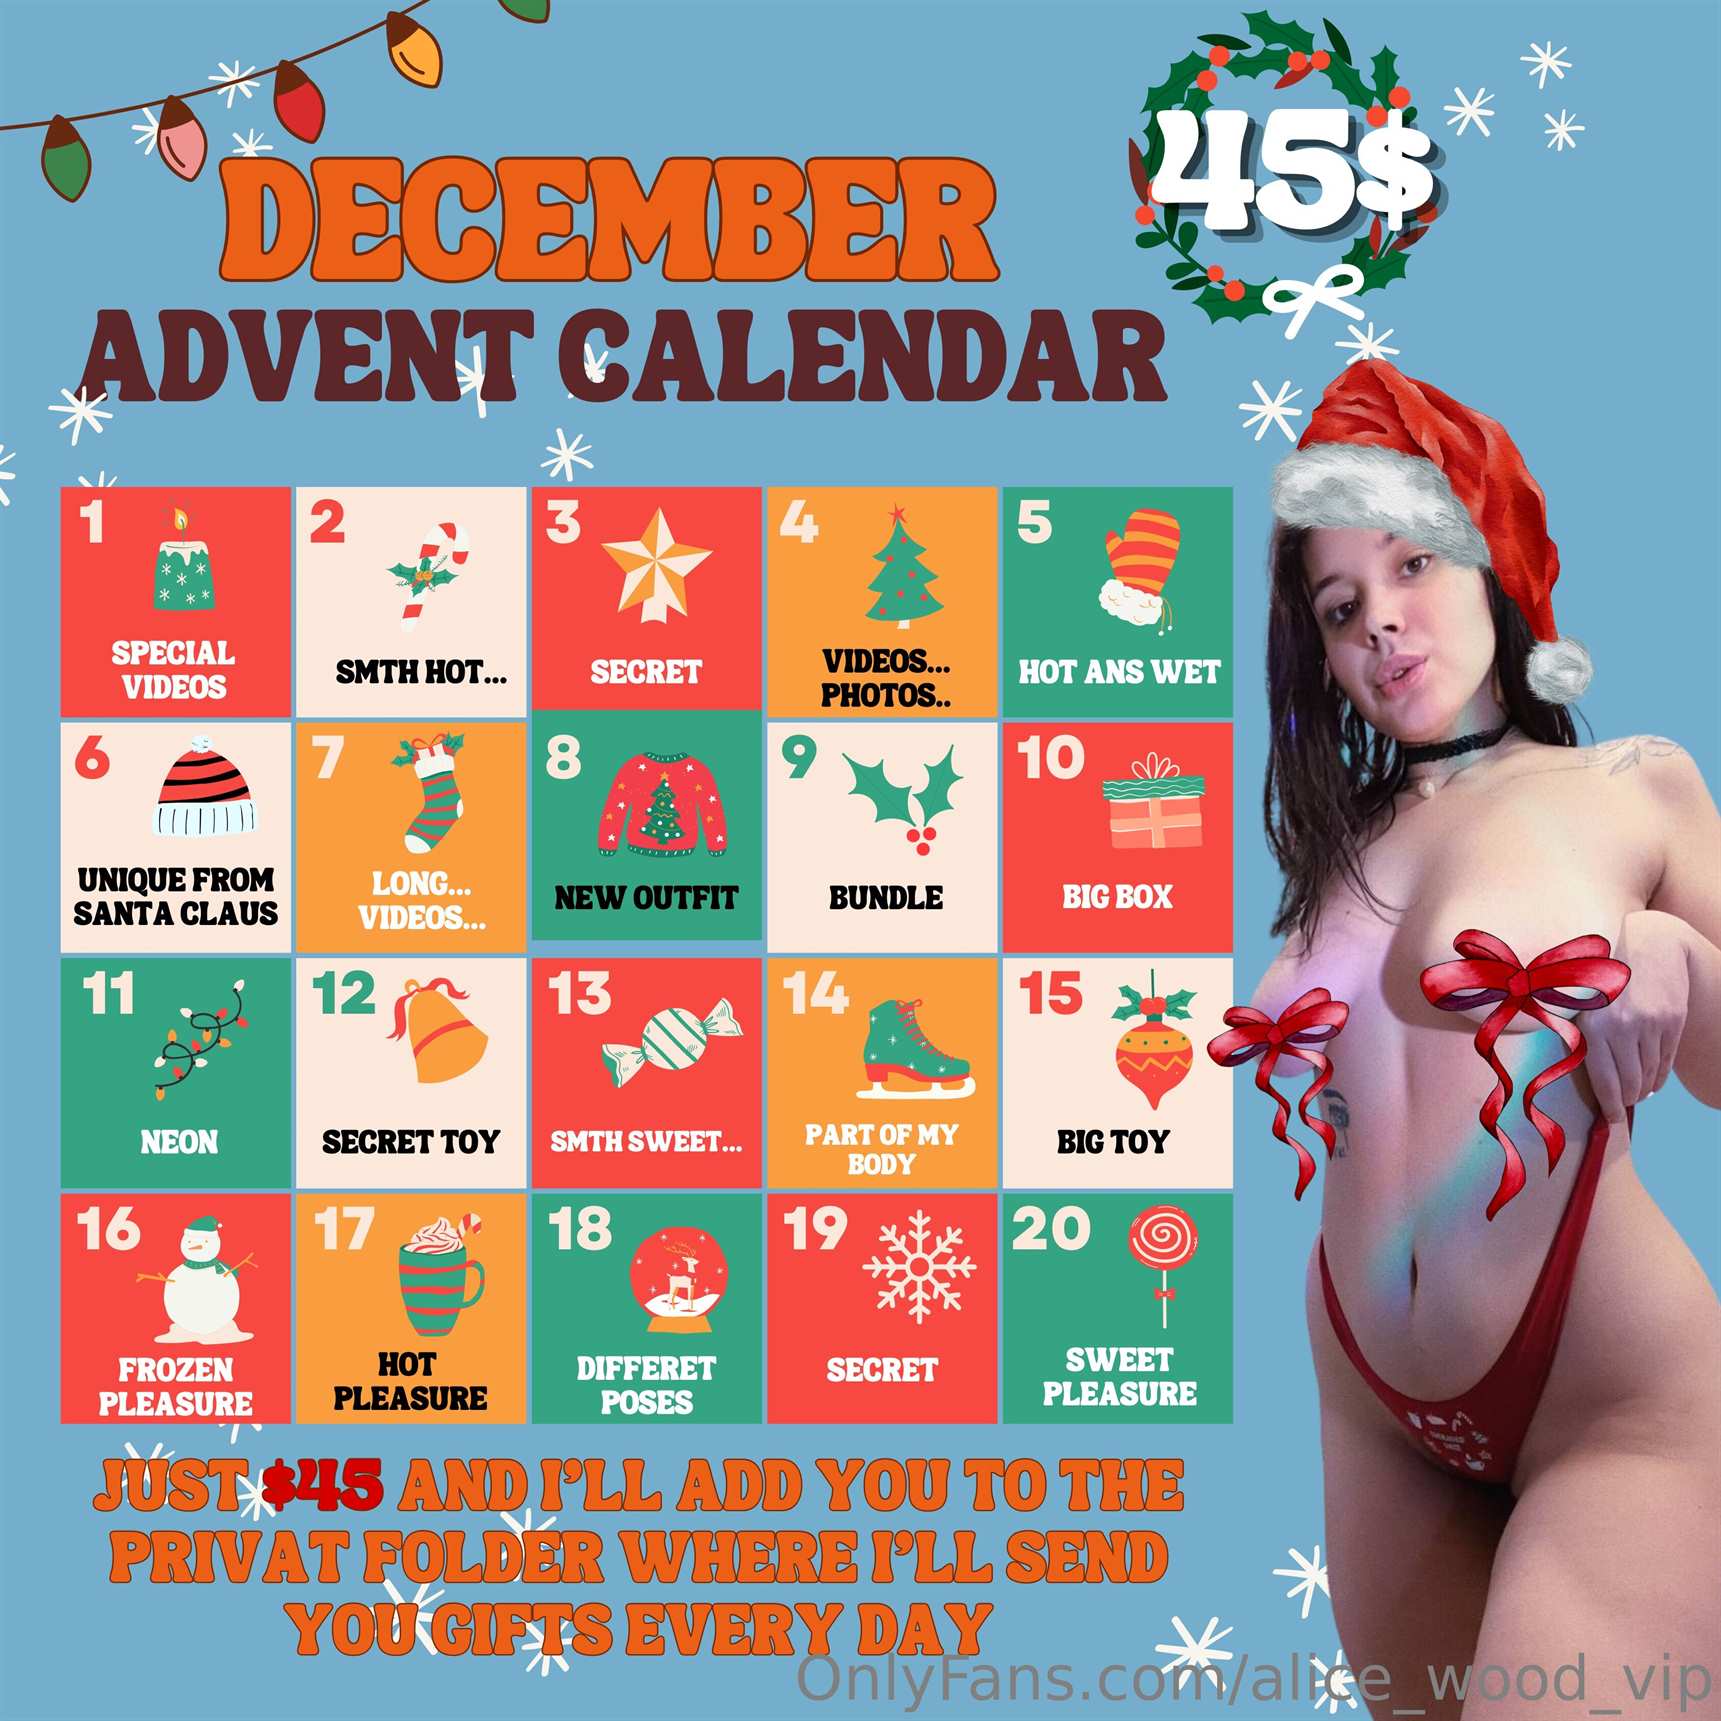 45$
DECEMBER
ADVENT CALENDAR
1
SPECIAL
VIDEOS
2
SMTH HOT...
3
SECRET
4
VIDEOS...
PHOTOS..
5
HOT ANS WET
6
UNIQUE FROM
SANTA CLAUS
7
LONG...
VIDEOS...
8
NEW OUTFIT
9
BUNDLE
10
BIG BOX
11
NEON
12
SECRET TOY
13
SMTH SWEET...
14
PART OF MY
BODY
15
BIG TOY
16
FROZEN
PLEASURE
17
HOT
PLEASURE
18
DIFFERET
POSES
19
SECRET
20
SWEET
PLEASURE
JUST $45 AND I'LL ADD YOU TO THE
PRIVAT FOLDER WHERE I'LL SEND
YOU GIFTS EVERY DAY
OnlyFans.com/alice_wood_vip